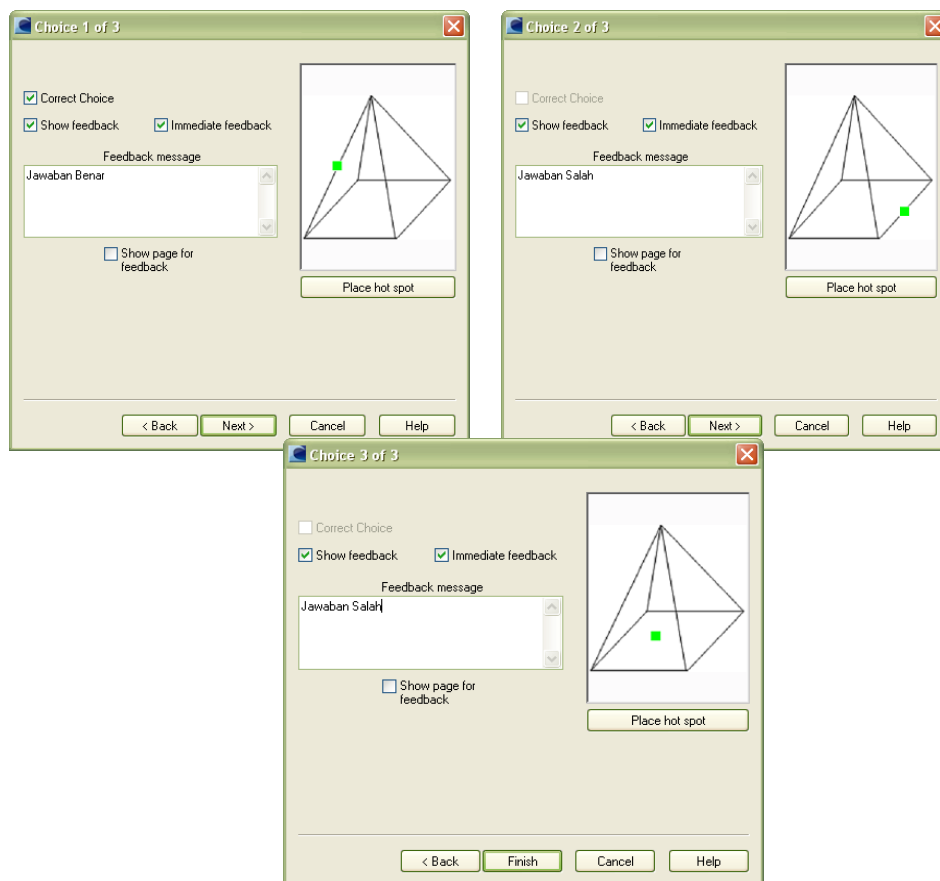 Choice 1 of 3
Correct Choice
Show feedback
Immediate feedback
Feedback message
Jawaban Benar
Show page for
feedback
Place hot spot
< Back
Next >
Cancel
Help
Choice 2 of 3
Correct Choice
Show feedback
Immediate feedback
Feedback message
Jawaban Salah
Show page for
feedback
Place hot spot
< Back
Next >
Cancel
Help
Choice 3 of 3
Correct Choice
Show feedback
Immediate feedback
Feedback message
Jawaban Salah
Show page for
feedback
Place hot spot
< Back
Finish
Cancel
Help